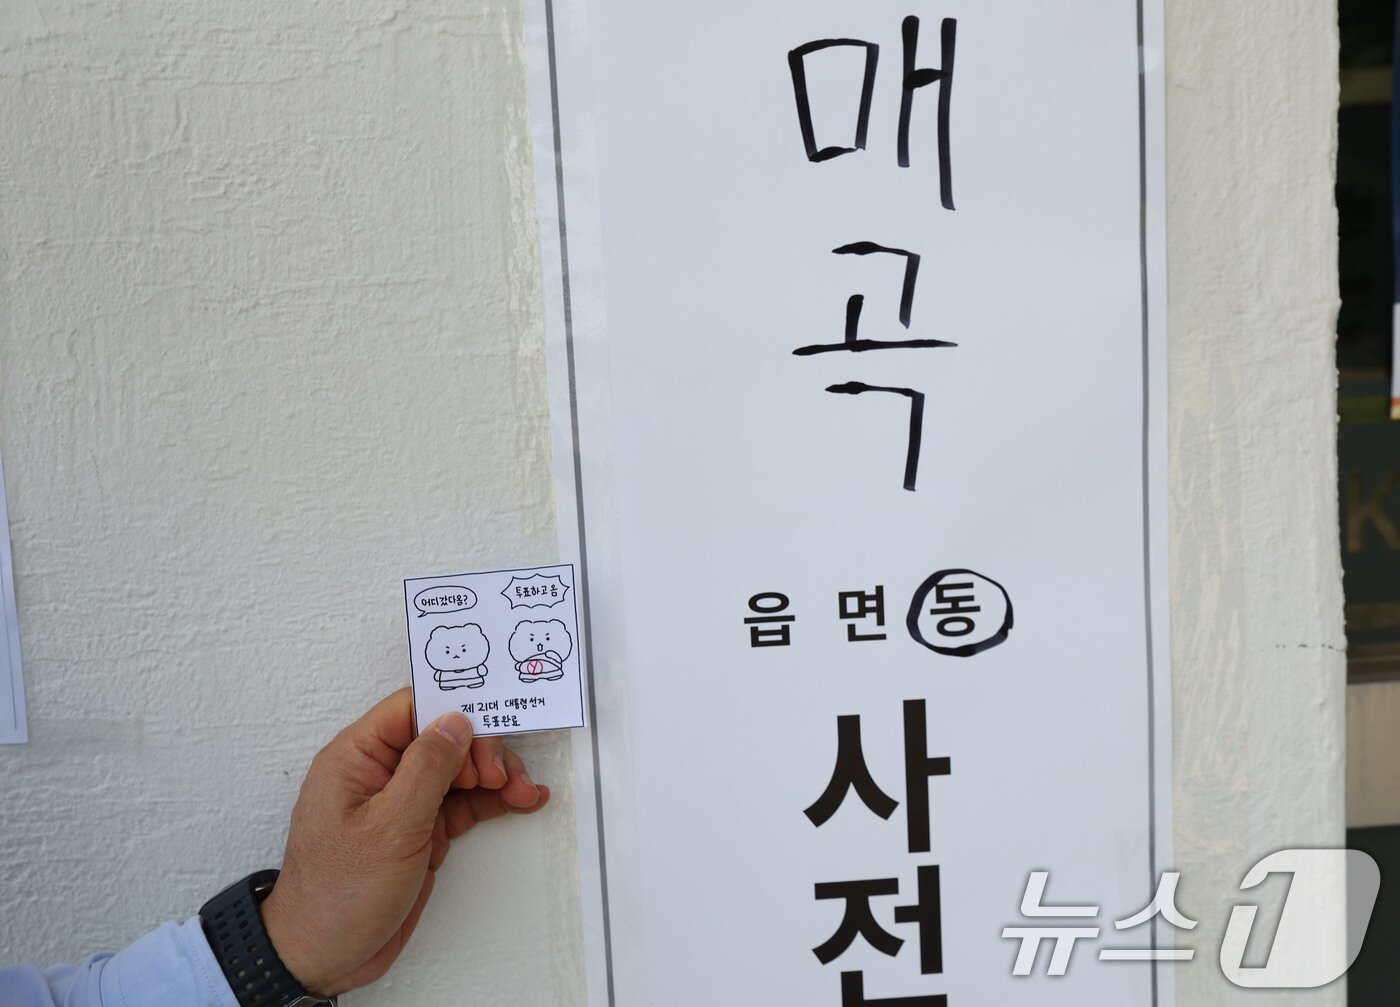 매곡
읍 면 동
사전
어디갔다옴?
투표하고옴
제 21대 대통령선거
투표완료
뉴스1
K